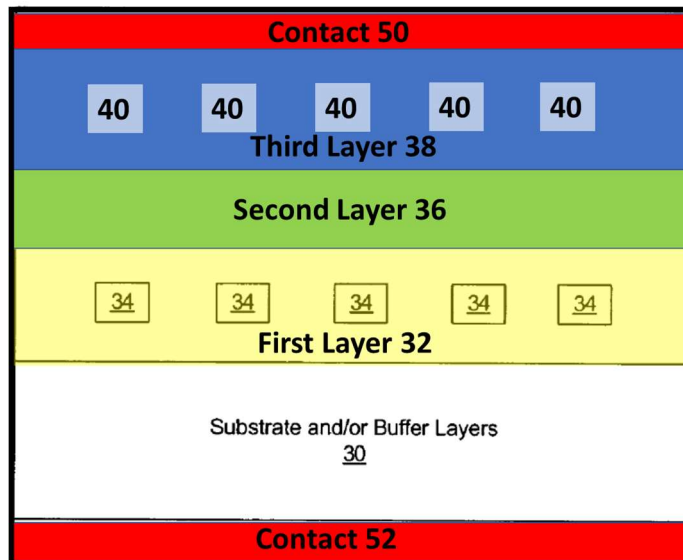 Contact 50
40 40 40 40 40
Third Layer 38
Second Layer 36
34 34 34 34 34
First Layer 32
Substrate and/or Buffer Layers
30
Contact 52